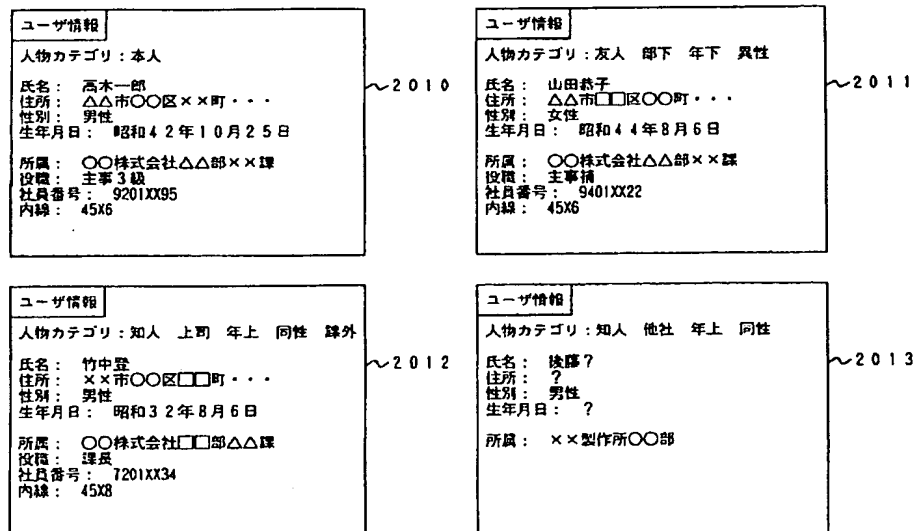 ユーザ情報
人物カテゴリ：本人
氏名： 高木一郎
住所： △△市○○区××町・・・
性別： 男性
生年月日： 昭和42年10月25日
所属： ○○株式会社△△部××課
役職： 主事3級
社員番号： 9201XX95
内線： 45X6
～2010
ユーザ情報
人物カテゴリ：友人 部下 年下 異性
氏名： 山田恭子
住所： △△市□□区○○町・・・
性別： 女性
生年月日： 昭和44年8月6日
所属： ○○株式会社△△部××課
役職： 主事補
社員番号： 9401XX22
内線： 45X6
～2011
ユーザ情報
人物カテゴリ：知人 上司 年上 同性 課外
氏名： 竹中登
住所： ××市○○区□□町・・・
性別： 男性
生年月日： 昭和32年8月6日
所属： ○○株式会社□□部△△課
役職： 課長
社員番号： 7201XX34
内線： 45X8
～2012
ユーザ情報
人物カテゴリ：知人 他社 年上 同性
氏名： 後藤？
住所： ？
性別： 男性
生年月日： ？
所属： ××製作所○○部
～2013